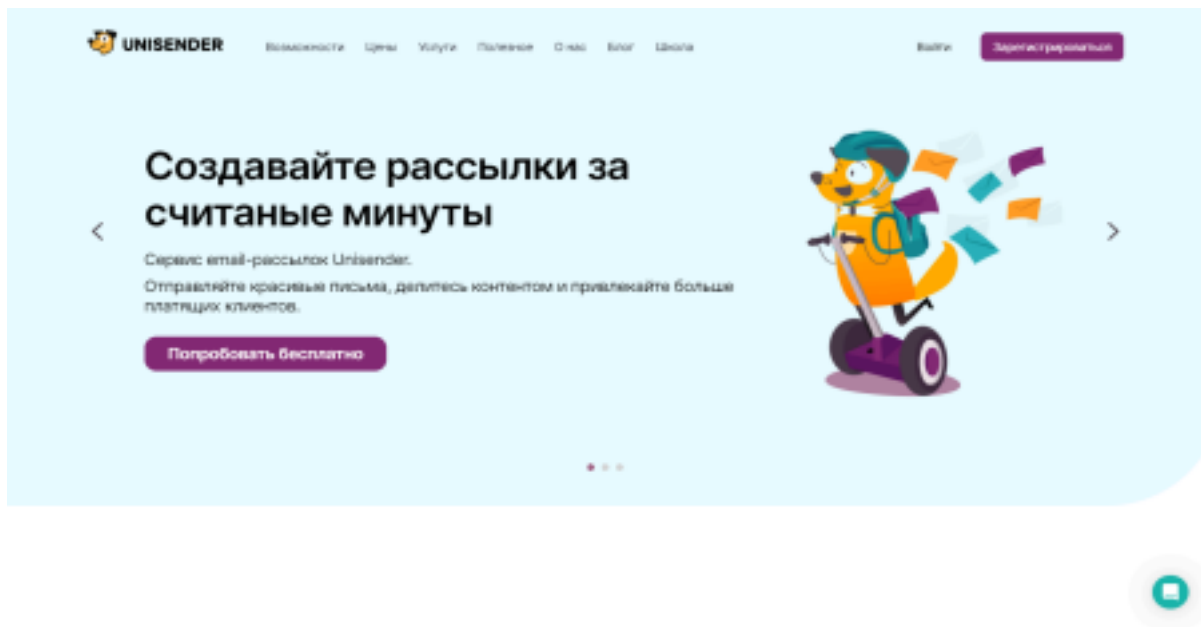 UNISENDER
Возможности Цены Услуги Полезное О нас Блог Школа
Войти
Зарегистрироваться
Создавайте рассылки за
считаные минуты
Сервис email-рассылок Unisender.
Отправляйте красивые письма, делитесь контентом и привлекайте больше
платящих клиентов.
Попробовать бесплатно